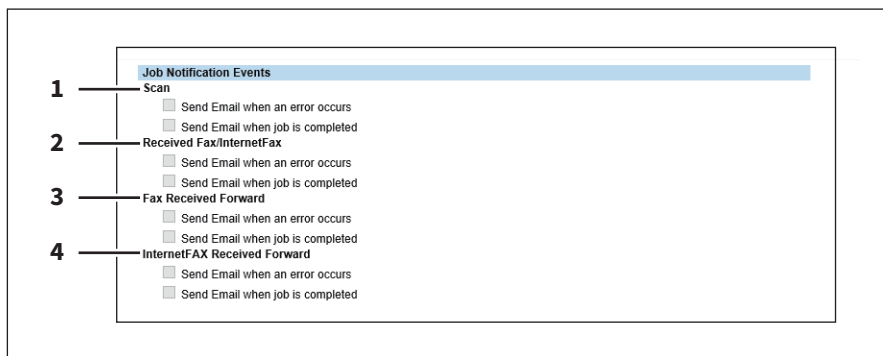 Job Notification Events
1 Scan
Send Email when an error occurs
Send Email when job is completed
2 Received Fax/InternetFax
Send Email when an error occurs
Send Email when job is completed
3 Fax Received Forward
Send Email when an error occurs
Send Email when job is completed
4 InternetFAX Received Forward
Send Email when an error occurs
Send Email when job is completed